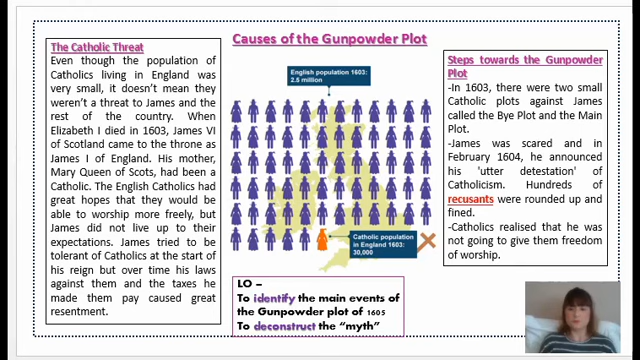 Causes of the Gunpowder Plot
The Catholic Threat
Even though the population of
Catholics living in England was
very small, it doesn't mean they
weren't a threat to James and the
rest of the country. When
Elizabeth I died in 1603, James VI
of Scotland came to the throne as
James I of England. His mother,
Mary Queen of Scots, had been a
Catholic. The English Catholics had
great hopes that they would be
able to worship more freely, but
James did not live up to their
expectations. James tried to be
tolerant of Catholics at the start of
his reign but over time his laws
against them and the taxes he
made them pay caused great
resentment.
English population 1603:
2.5 million
Catholic population
in England 1603:
30,000
LO –
To identify the main events of
the Gunpowder plot of 1605
To deconstruct the “myth”
Steps towards the Gunpowder
Plot
-In 1603, there were two small
Catholic plots against James
called the Bye Plot and the Main
Plot.
-James was scared and in
February 1604, he announced
his 'utter detestation' of
Catholicism. Hundreds of
recusants were rounded up and
fined.
-Catholics realised that he was
not going to give them freedom
of worship.